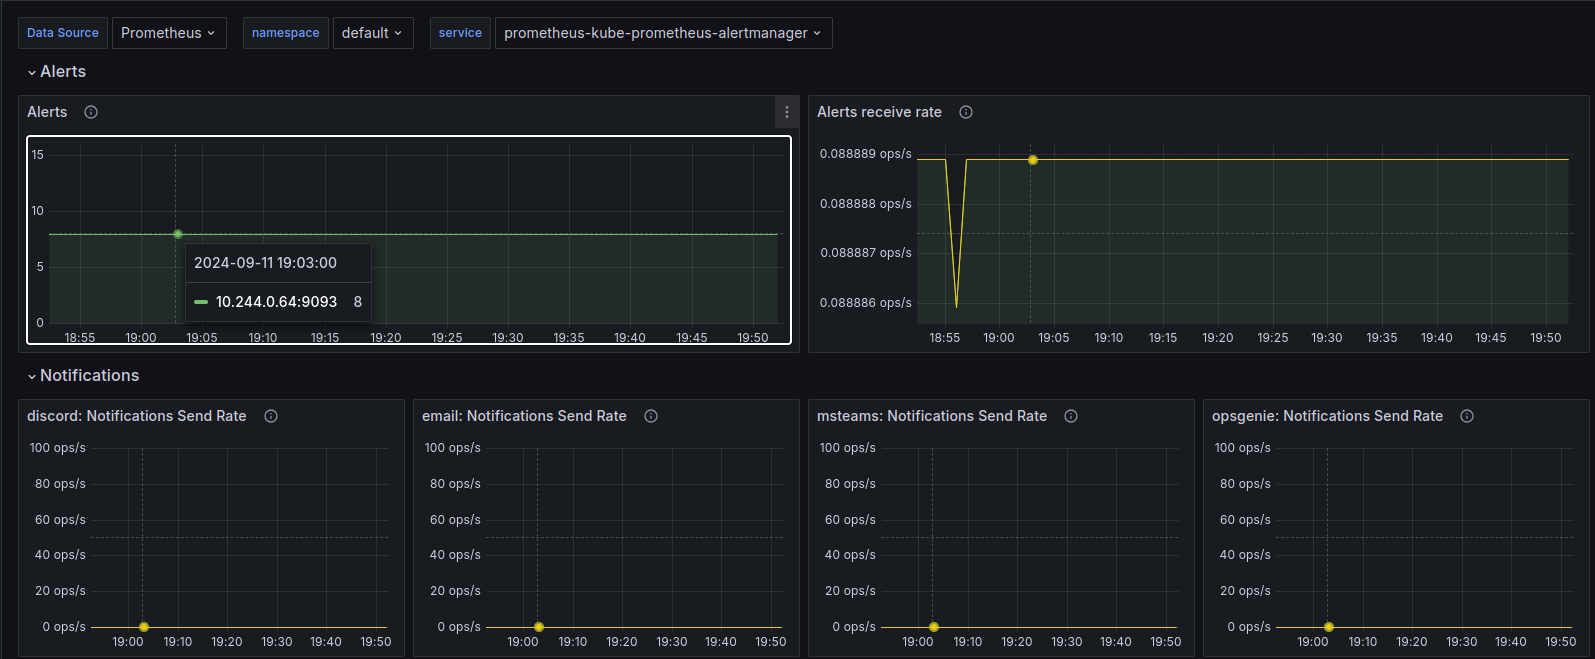 Data Source Prometheus namespace default service prometheus-kube-prometheus-alertmanager
Alerts
Alerts
15
10
5
0
2024-09-11 19:03:00
10.244.0.64:9093 8
18:55 19:00 19:05 19:10 19:15 19:20 19:25 19:30 19:35 19:40 19:45 19:50
Alerts receive rate
0.088889 ops/s
0.088888 ops/s
0.088887 ops/s
0.088886 ops/s
18:55 19:00 19:05 19:10 19:15 19:20 19:25 19:30 19:35 19:40 19:45 19:50
Notifications
discord: Notifications Send Rate
100 ops/s
80 ops/s
60 ops/s
40 ops/s
20 ops/s
0 ops/s
19:00 19:10 19:20 19:30 19:40 19:50
email: Notifications Send Rate
100 ops/s
80 ops/s
60 ops/s
40 ops/s
20 ops/s
0 ops/s
19:00 19:10 19:20 19:30 19:40 19:50
msteams: Notifications Send Rate
100 ops/s
80 ops/s
60 ops/s
40 ops/s
20 ops/s
0 ops/s
19:00 19:10 19:20 19:30 19:40 19:50
opsgenie: Notifications Send Rate
100 ops/s
80 ops/s
60 ops/s
40 ops/s
20 ops/s
0 ops/s
19:00 19:10 19:20 19:30 19:40 19:50